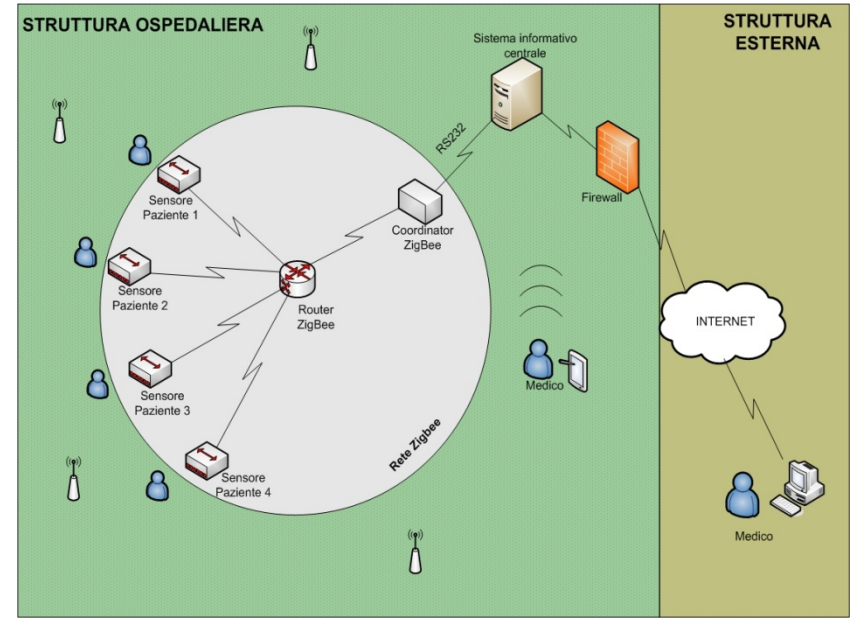 STRUTTURA OSPEDALIERA
STRUTTURA
ESTERNA
Sistema informativo
centrale
RS232
Firewall
Sensore
Paziente 1
Coordinator
ZigBee
Sensore
Paziente 2
Router
ZigBee
INTERNET
Medico
Sensore
Paziente 3
Rete Zigbee
Sensore
Paziente 4
Medico